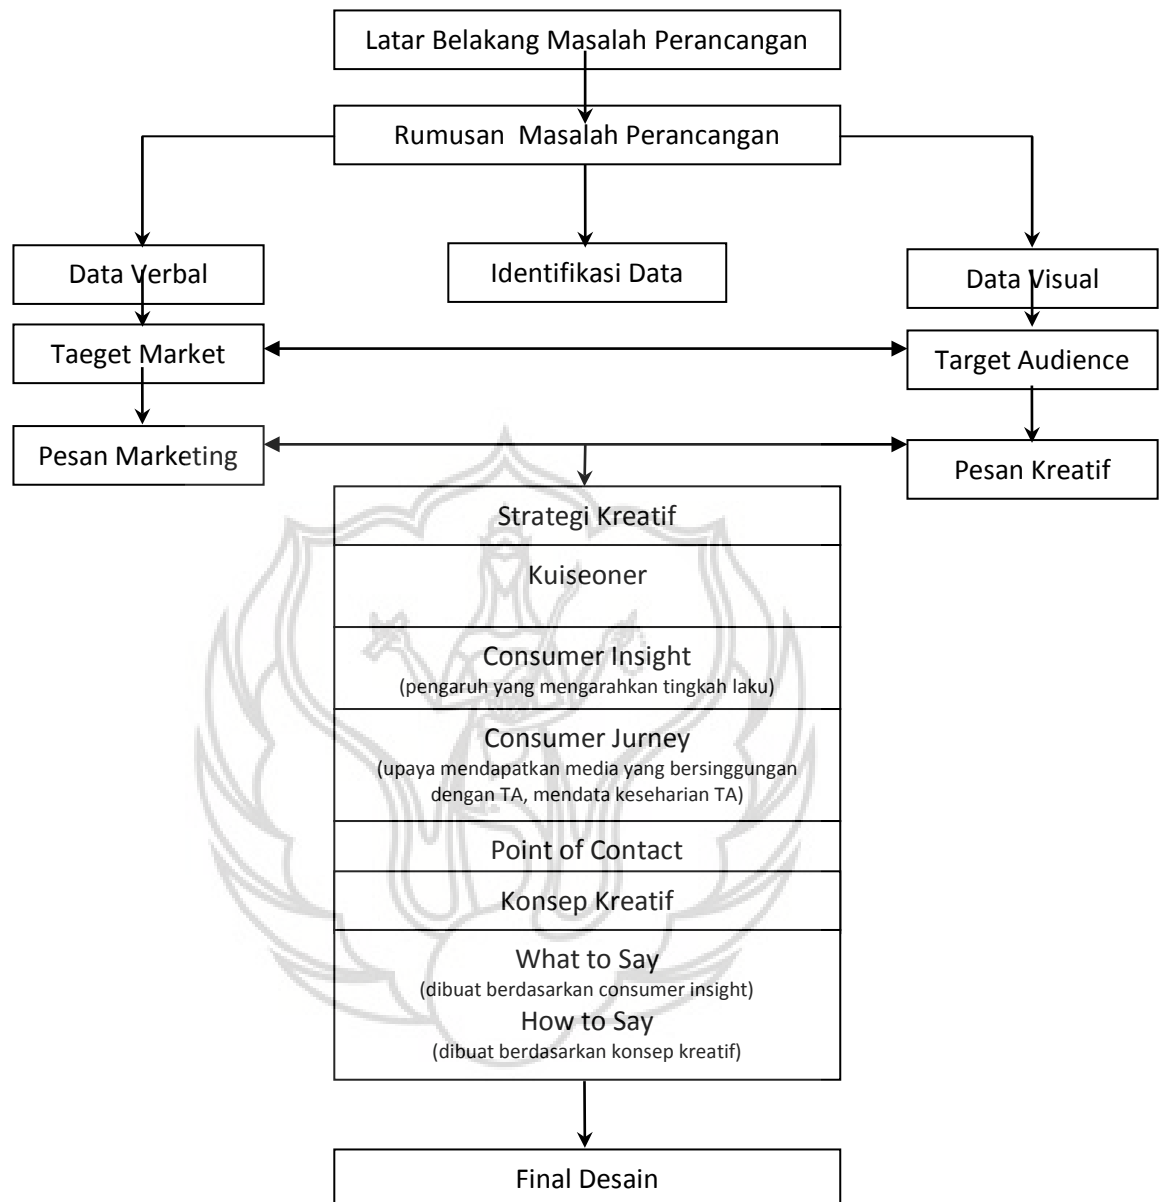 Latar Belakang Masalah Perancangan
Rumusan Masalah Perancangan
Data Verbal
Identifikasi Data
Data Visual
Taeget Market
Target Audience
Pesan Marketing
Pesan Kreatif
Strategi Kreatif
Kuiseoner
Consumer Insight
(pengaruh yang mengarahkan tingkah laku)
Consumer Jurney
(upaya mendapatkan media yang bersinggungan
dengan TA, mendata keseharian TA)
Point of Contact
Konsep Kreatif
What to Say
(dibuat berdasarkan consumer insight)
How to Say
(dibuat berdasarkan konsep kreatif)
Final Desain